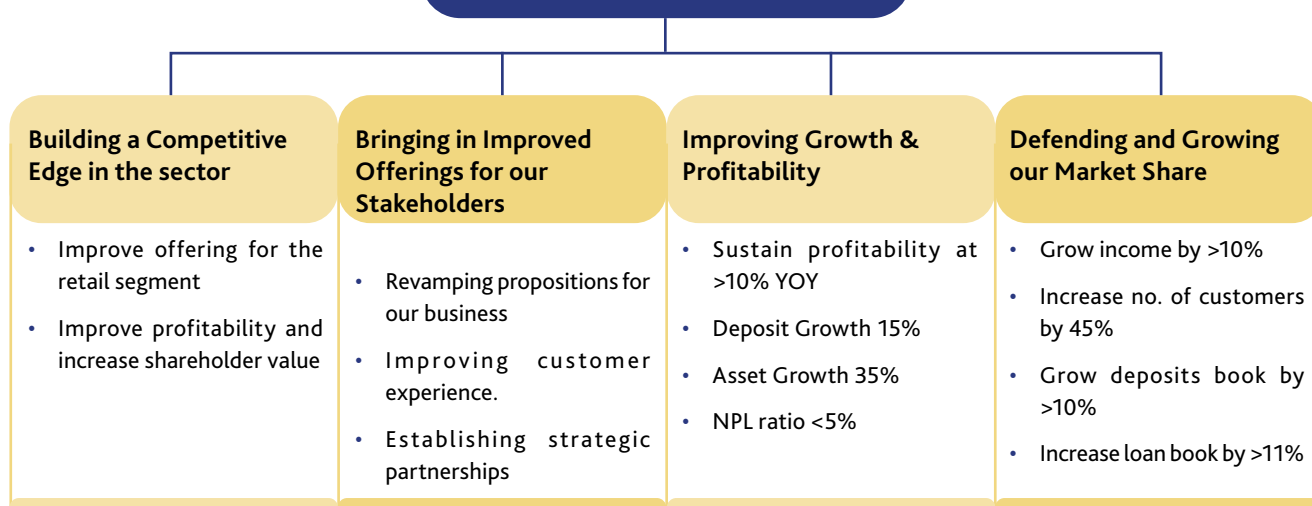 Building a Competitive
Edge in the sector
• Improve offering for the
retail segment
• Improve profitability and
increase shareholder value
Bringing in Improved
Offerings for our
Stakeholders
• Revamping propositions for
our business
• Improving customer
experience.
• Establishing strategic
partnerships
Improving Growth &
Profitability
• Sustain profitability at
>10% YOY
• Deposit Growth 15%
• Asset Growth 35%
• NPL ratio <5%
Defending and Growing
our Market Share
• Grow income by >10%
• Increase no. of customers
by 45%
• Grow deposits book by
>10%
• Increase loan book by >11%